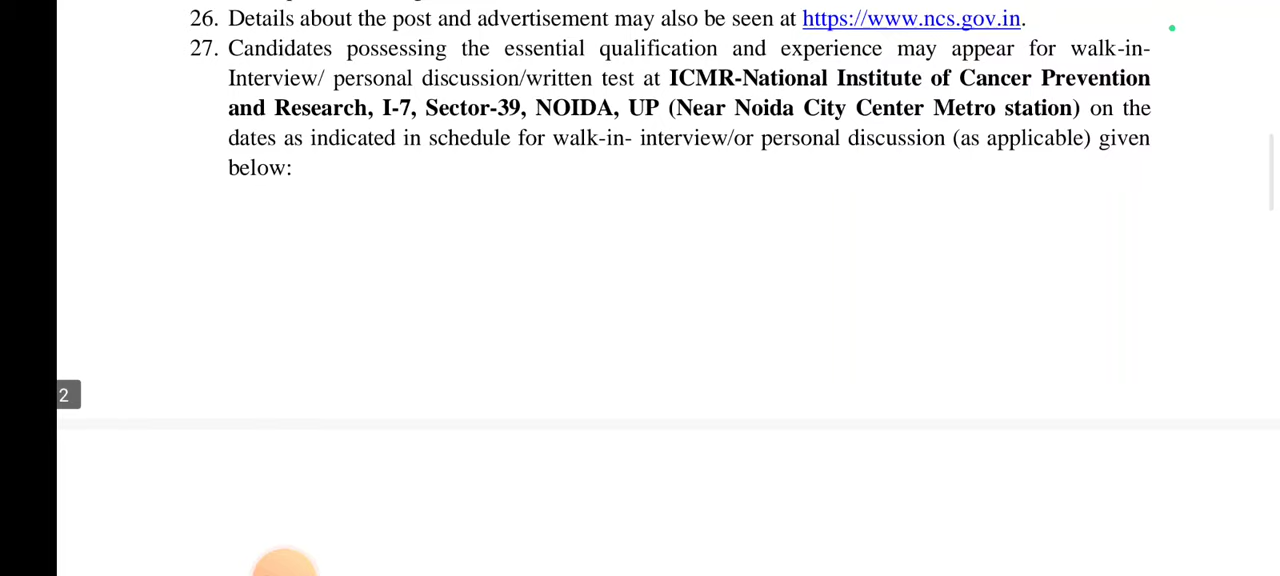 26. Details about the post and advertisement may also be seen at https://www.ncs.gov.in.
27. Candidates possessing the essential qualification and experience may appear for walk-in-
Interview/ personal discussion/written test at ICMR-National Institute of Cancer Prevention
and Research, I-7, Sector-39, NOIDA, UP (Near Noida City Center Metro station) on the
dates as indicated in schedule for walk-in- interview/or personal discussion (as applicable) given
below:
2